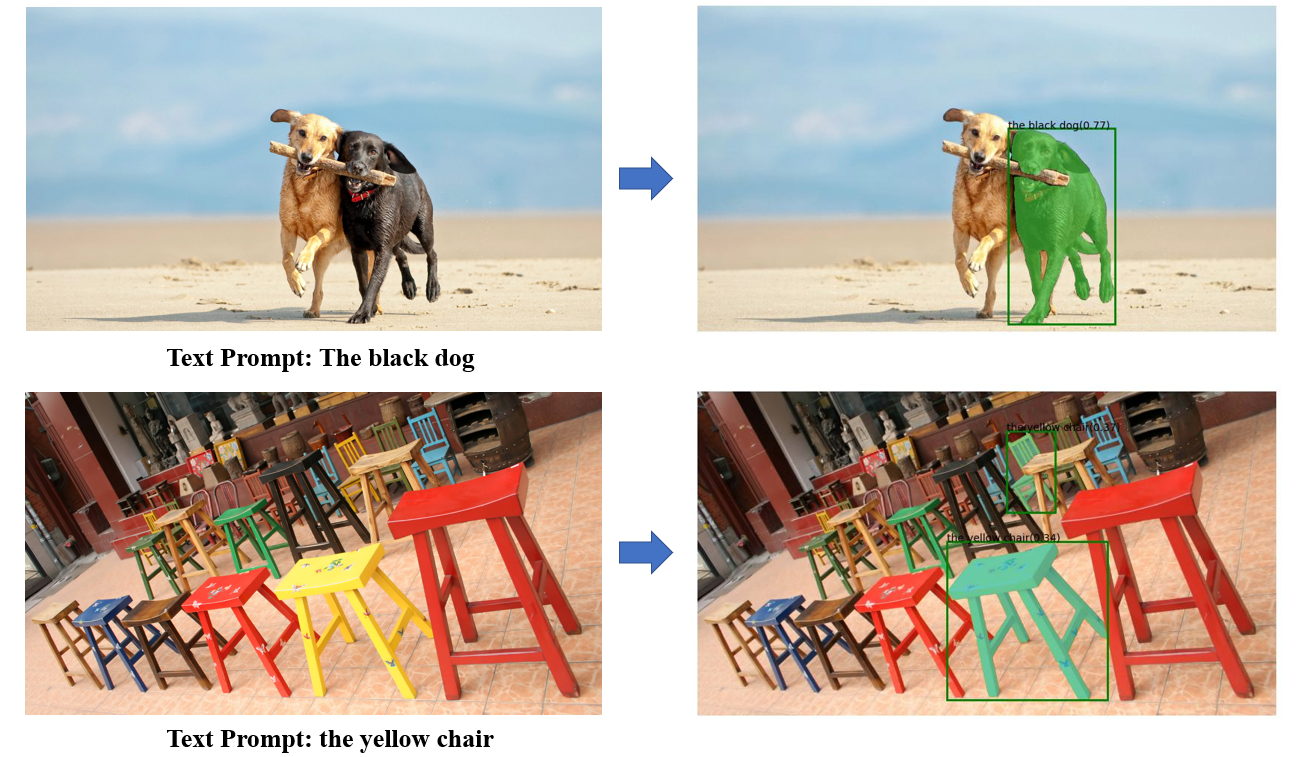 the black dog(0.77)
Text Prompt: The black dog
the yellow chair(0.37)
the yellow chair(0.34)
Text Prompt: the yellow chair